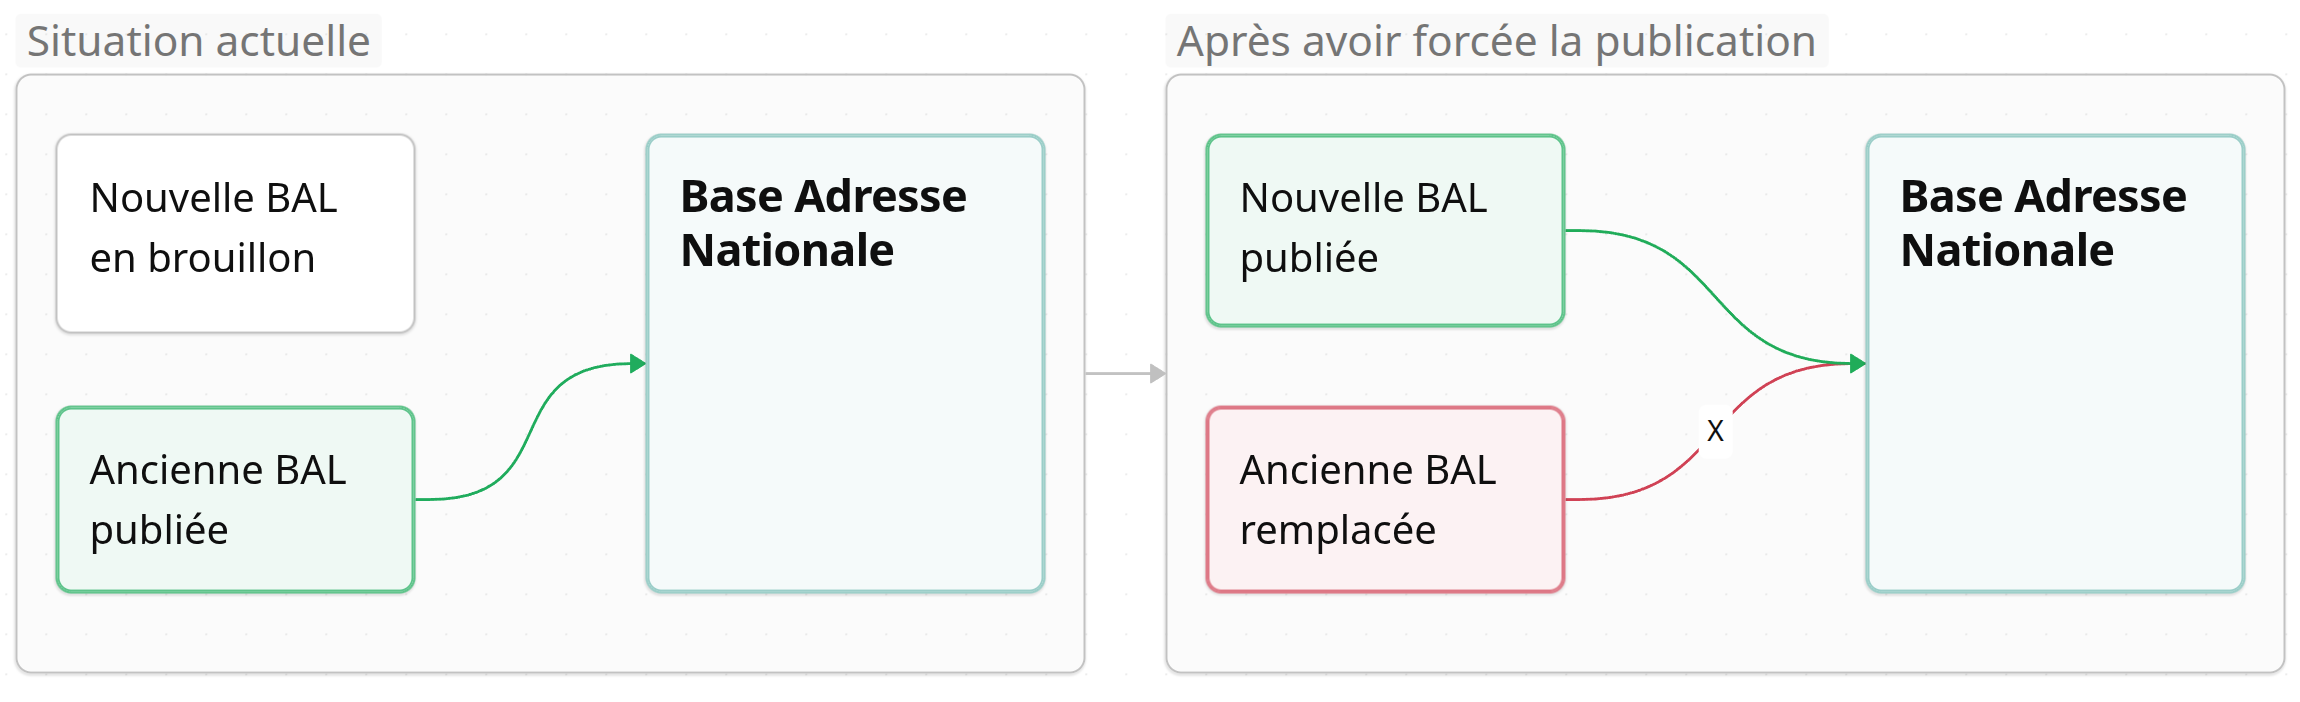 Situation actuelle
Nouvelle BAL
en brouillon
Ancienne BAL
publiée
Base Adresse
Nationale
Après avoir forcée la publication
Nouvelle BAL
publiée
Ancienne BAL
remplacée
X
Base Adresse
Nationale